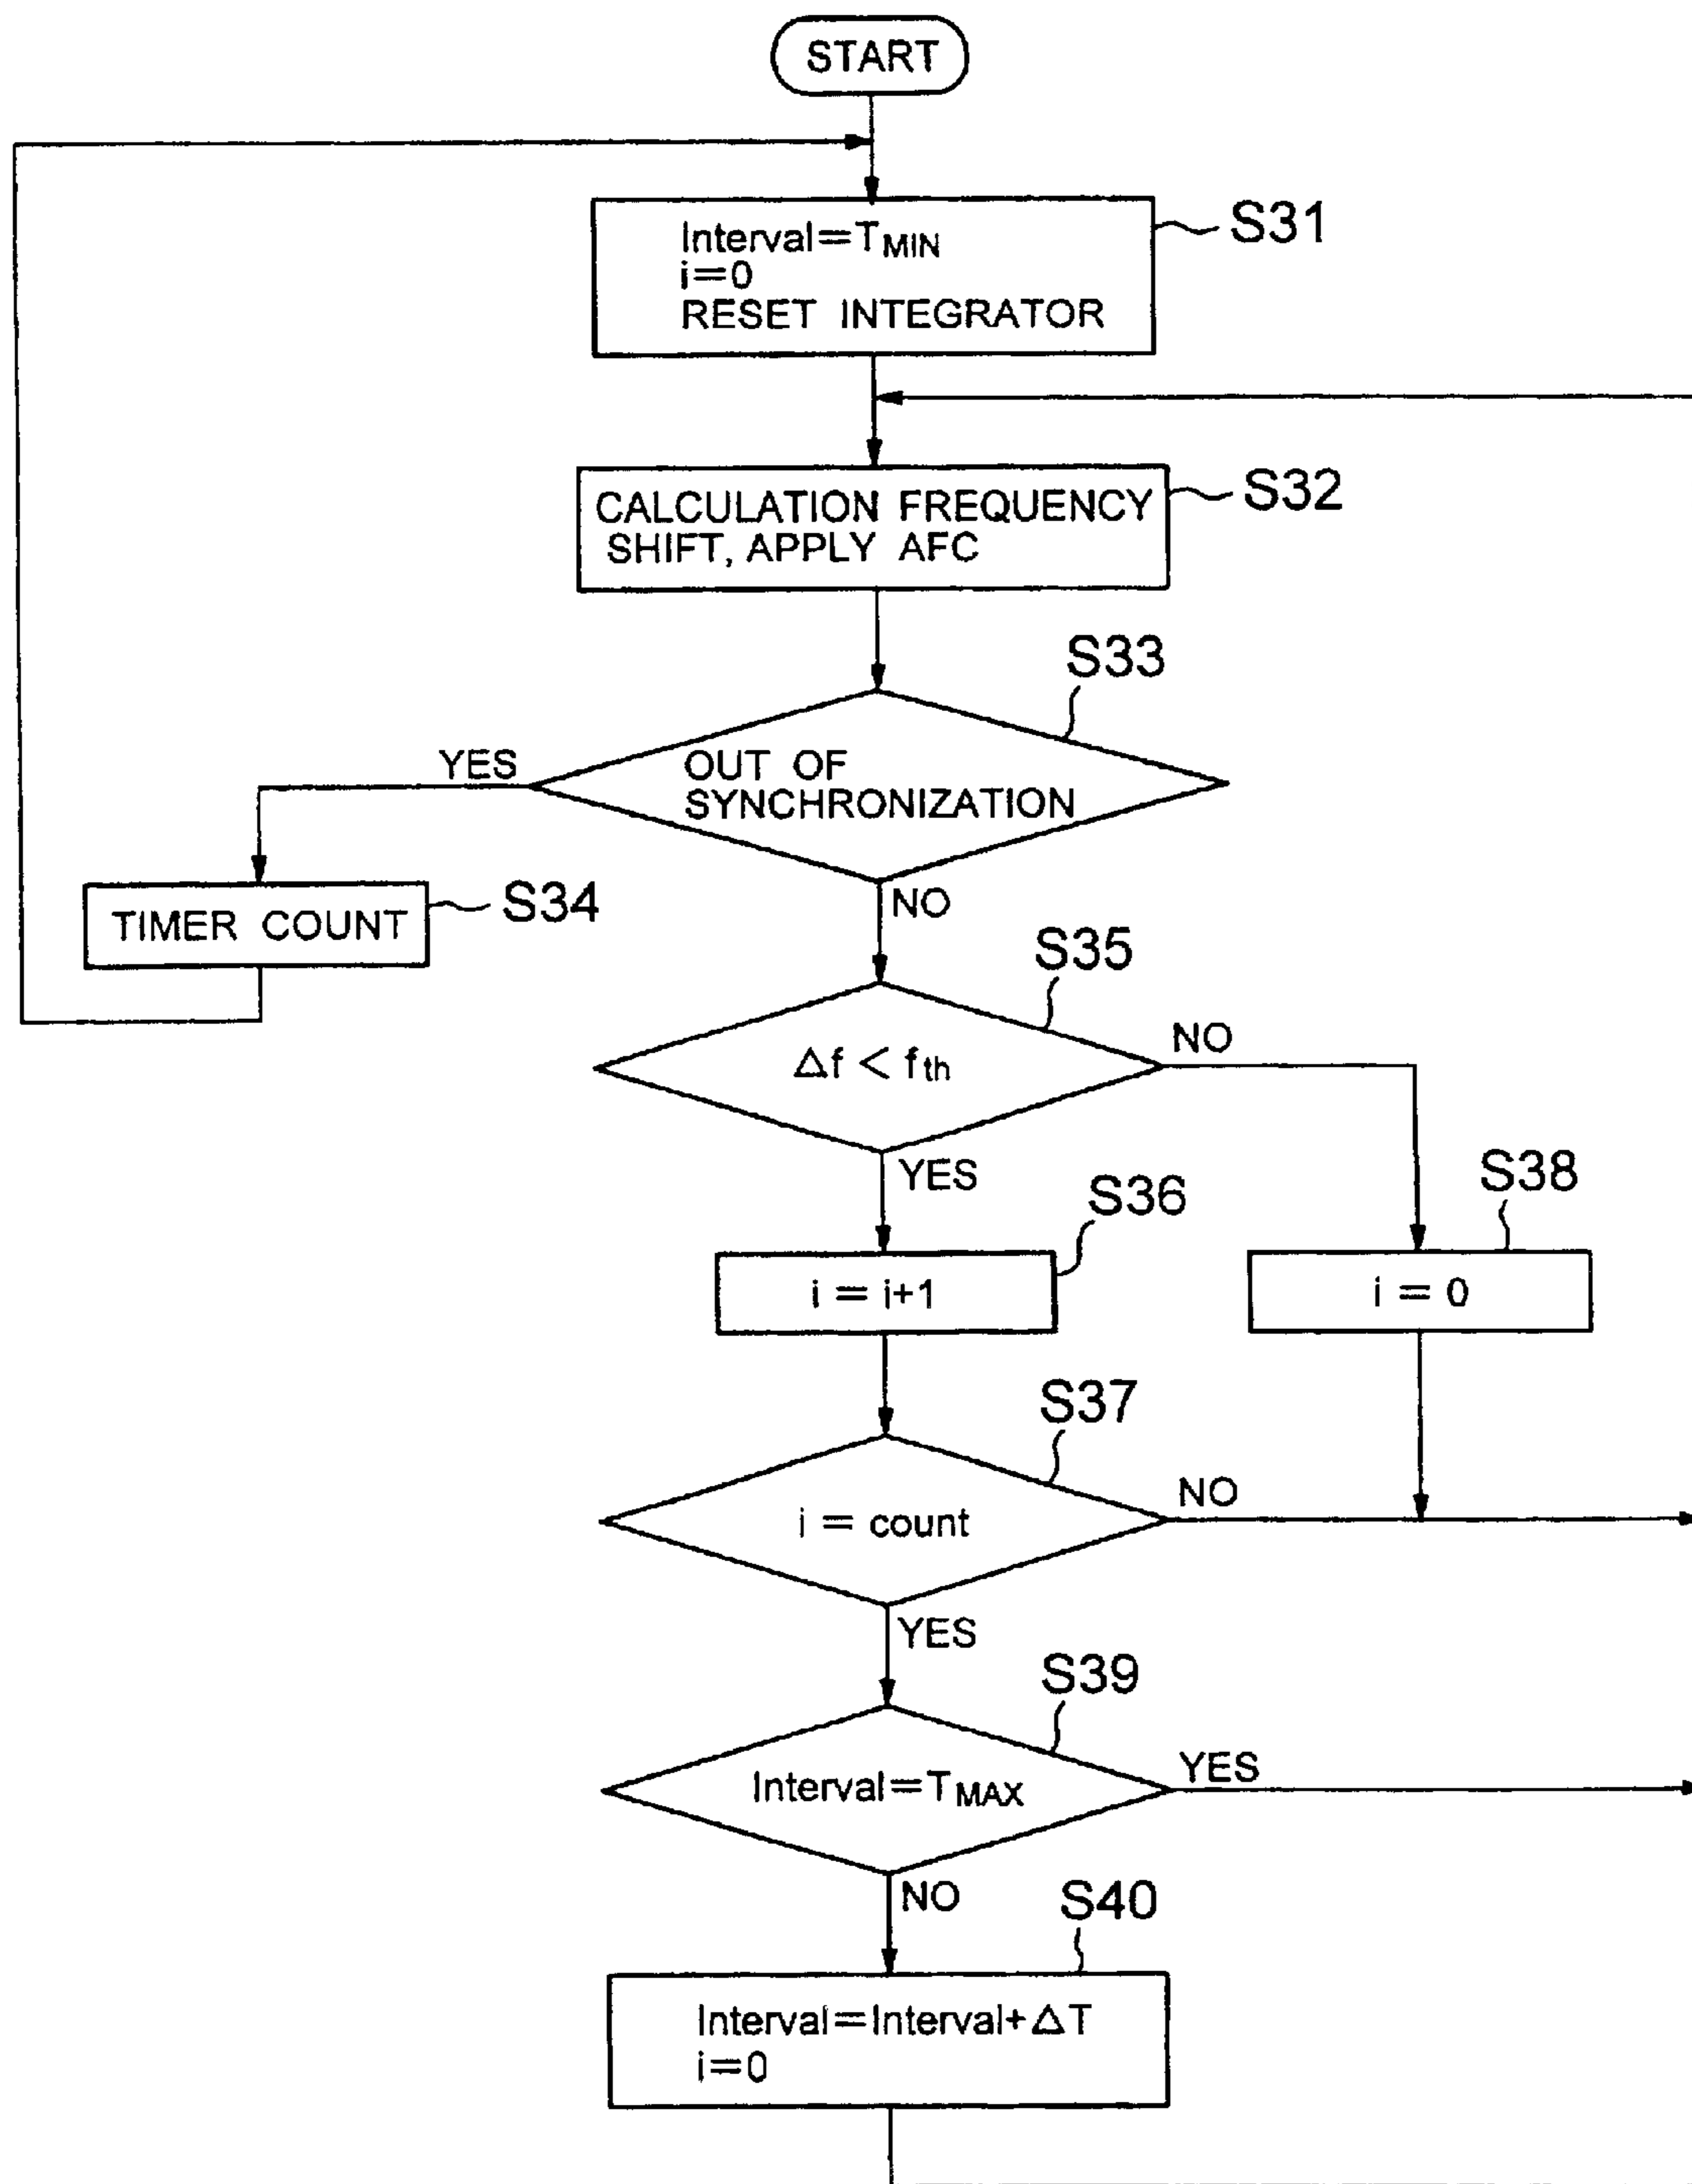 START
Interval=TMIN
i=0
RESET INTEGRATOR
S31
CALCULATION FREQUENCY
SHIFT, APPLY AFC
S32
S33
YES
OUT OF
SYNCHRONIZATION
NO
TIMER COUNT
S34
S35
Δf < fth
NO
YES
S36
i = i+1
S38
i = 0
S37
i = count
NO
YES
S39
Interval=TMAX
YES
NO
S40
Interval=Interval+ΔT
i=0